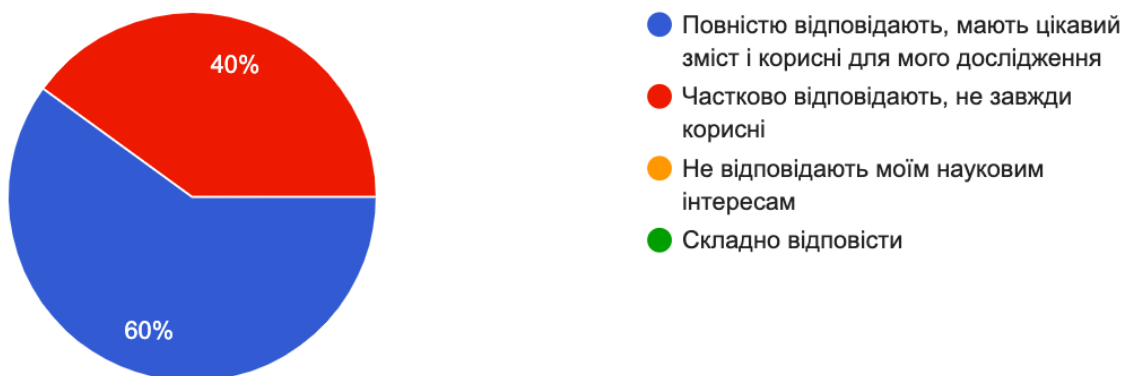 40%
60%
Повністю відповідають, мають цікавий
зміст і корисні для мого дослідження
Частково відповідають, не завжди
корисні
Не відповідають моїм науковим
інтересам
Складно відповісти